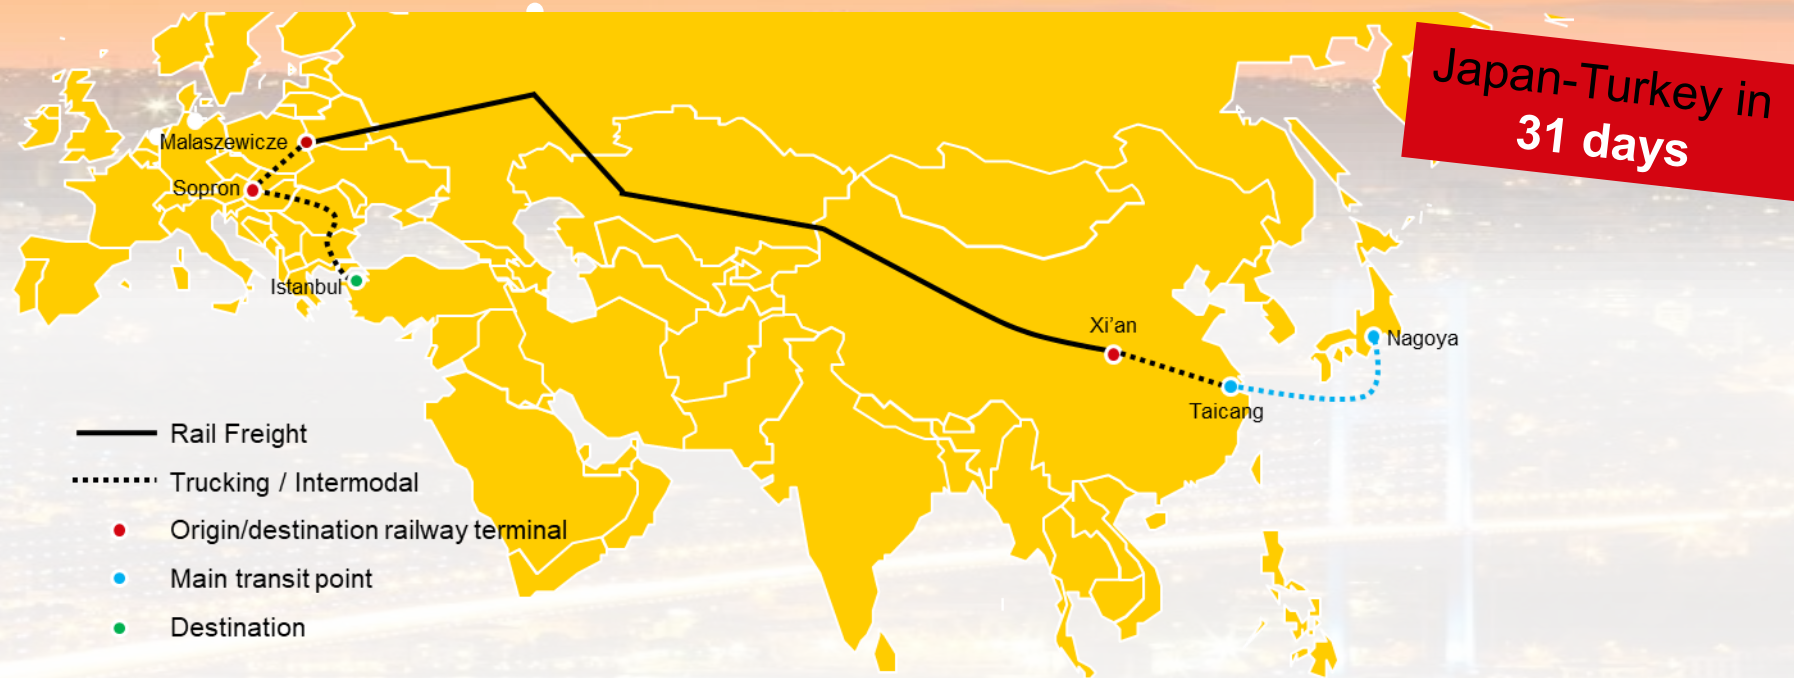 Japan-Turkey in
31 days
Malaszewicze
Sopron
Istanbul
Xi'an
Nagoya
Taicang
Rail Freight
Trucking / Intermodal
Origin/destination railway terminal
Main transit point
Destination